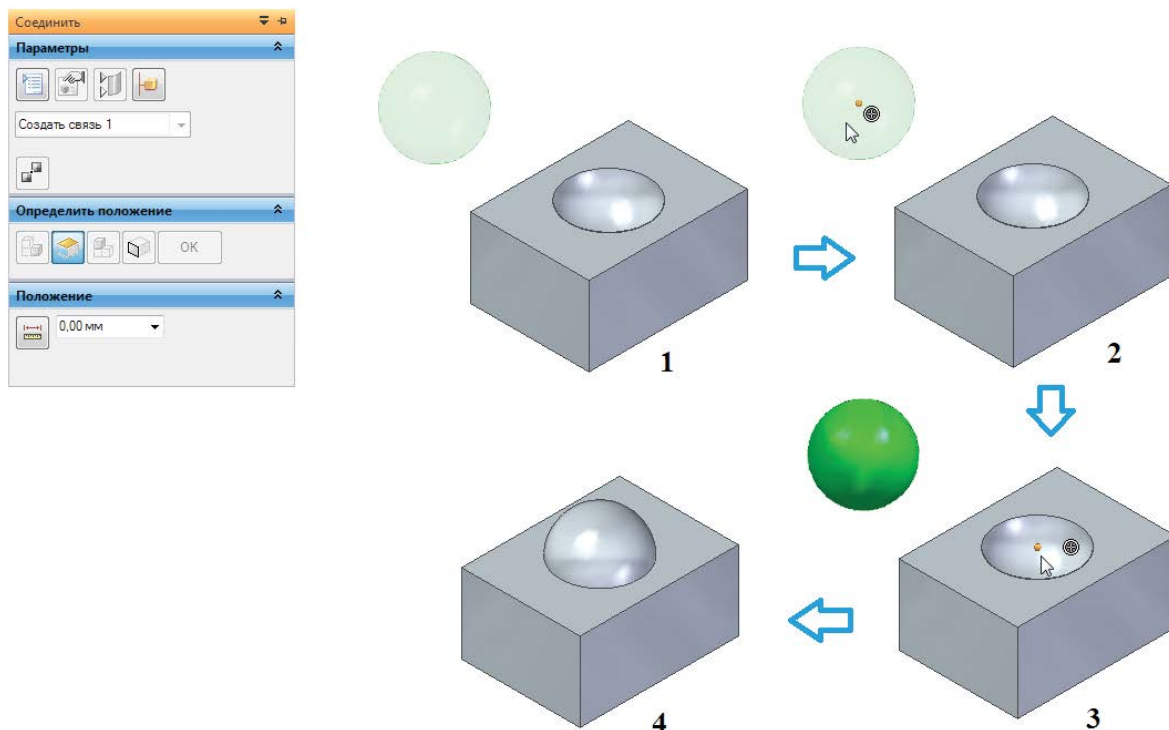 Соединить
Параметры
Создать связь 1
Определить положение
OK
Положение
0,00 мм
1
2
3
4